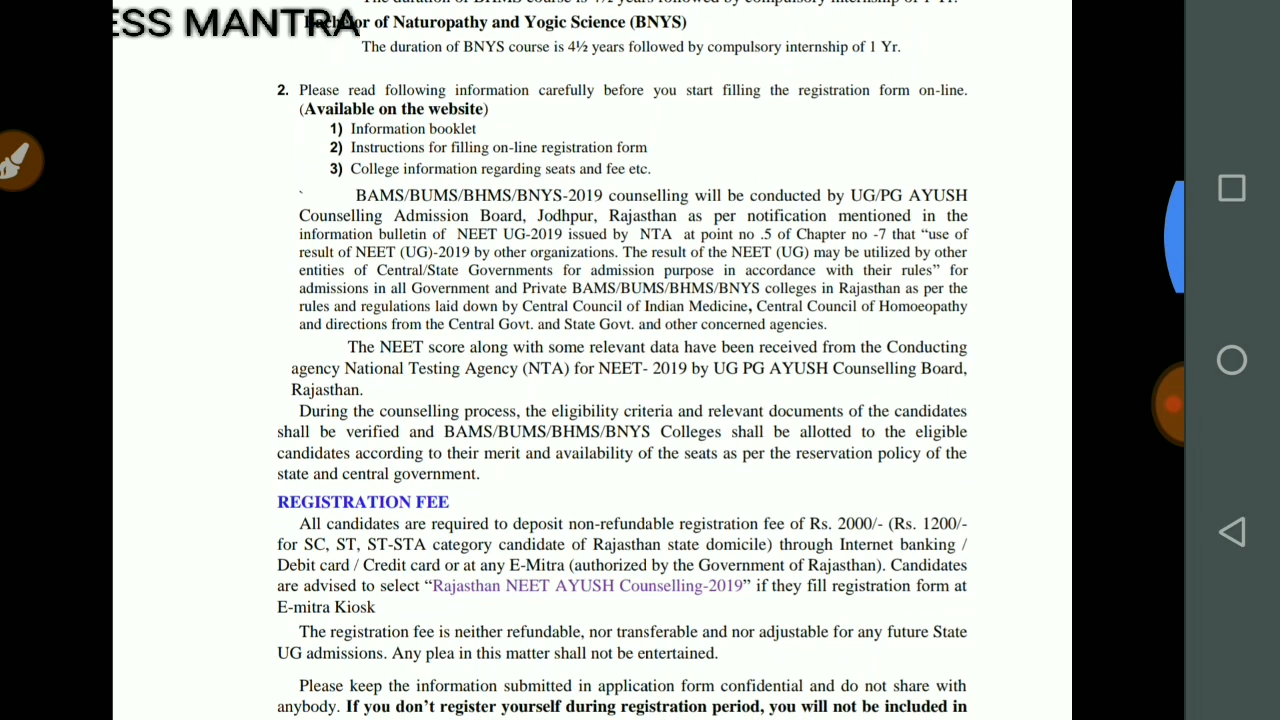 The duration of BHMS course is 4½ years followed by compulsory internship of 1 Yr.
ESS MANTRA
Bachelor of Naturopathy and Yogic Science (BNYS)
The duration of BNYS course is 4½ years followed by compulsory internship of 1 Yr.
2. Please read following information carefully before you start filling the registration form on-line.
(Available on the website)
1) Information booklet
2) Instructions for filling on-line registration form
3) College information regarding seats and fee etc.
` BAMS/BUMS/BHMS/BNYS-2019 counselling will be conducted by UG/PG AYUSH
Counselling Admission Board, Jodhpur, Rajasthan as per notification mentioned in the
information bulletin of NEET UG-2019 issued by NTA at point no .5 of Chapter no -7 that “use of
result of NEET (UG)-2019 by other organizations. The result of the NEET (UG) may be utilized by other
entities of Central/State Governments for admission purpose in accordance with their rules” for
admissions in all Government and Private BAMS/BUMS/BHMS/BNYS colleges in Rajasthan as per the
rules and regulations laid down by Central Council of Indian Medicine, Central Council of Homoeopathy
and directions from the Central Govt. and State Govt. and other concerned agencies.
The NEET score along with some relevant data have been received from the Conducting
agency National Testing Agency (NTA) for NEET- 2019 by UG PG AYUSH Counselling Board,
Rajasthan.
During the counselling process, the eligibility criteria and relevant documents of the candidates
shall be verified and BAMS/BUMS/BHMS/BNYS Colleges shall be allotted to the eligible
candidates according to their merit and availability of the seats as per the reservation policy of the
state and central government.
REGISTRATION FEE
All candidates are required to deposit non-refundable registration fee of Rs. 2000/- (Rs. 1200/-
for SC, ST, ST-STA category candidate of Rajasthan state domicile) through Internet banking /
Debit card / Credit card or at any E-Mitra (authorized by the Government of Rajasthan). Candidates
are advised to select “Rajasthan NEET AYUSH Counselling-2019” if they fill registration form at
E-mitra Kiosk
The registration fee is neither refundable, nor transferable and nor adjustable for any future State
UG admissions. Any plea in this matter shall not be entertained.
Please keep the information submitted in application form confidential and do not share with
anybody. If you don’t register yourself during registration period, you will not be included in